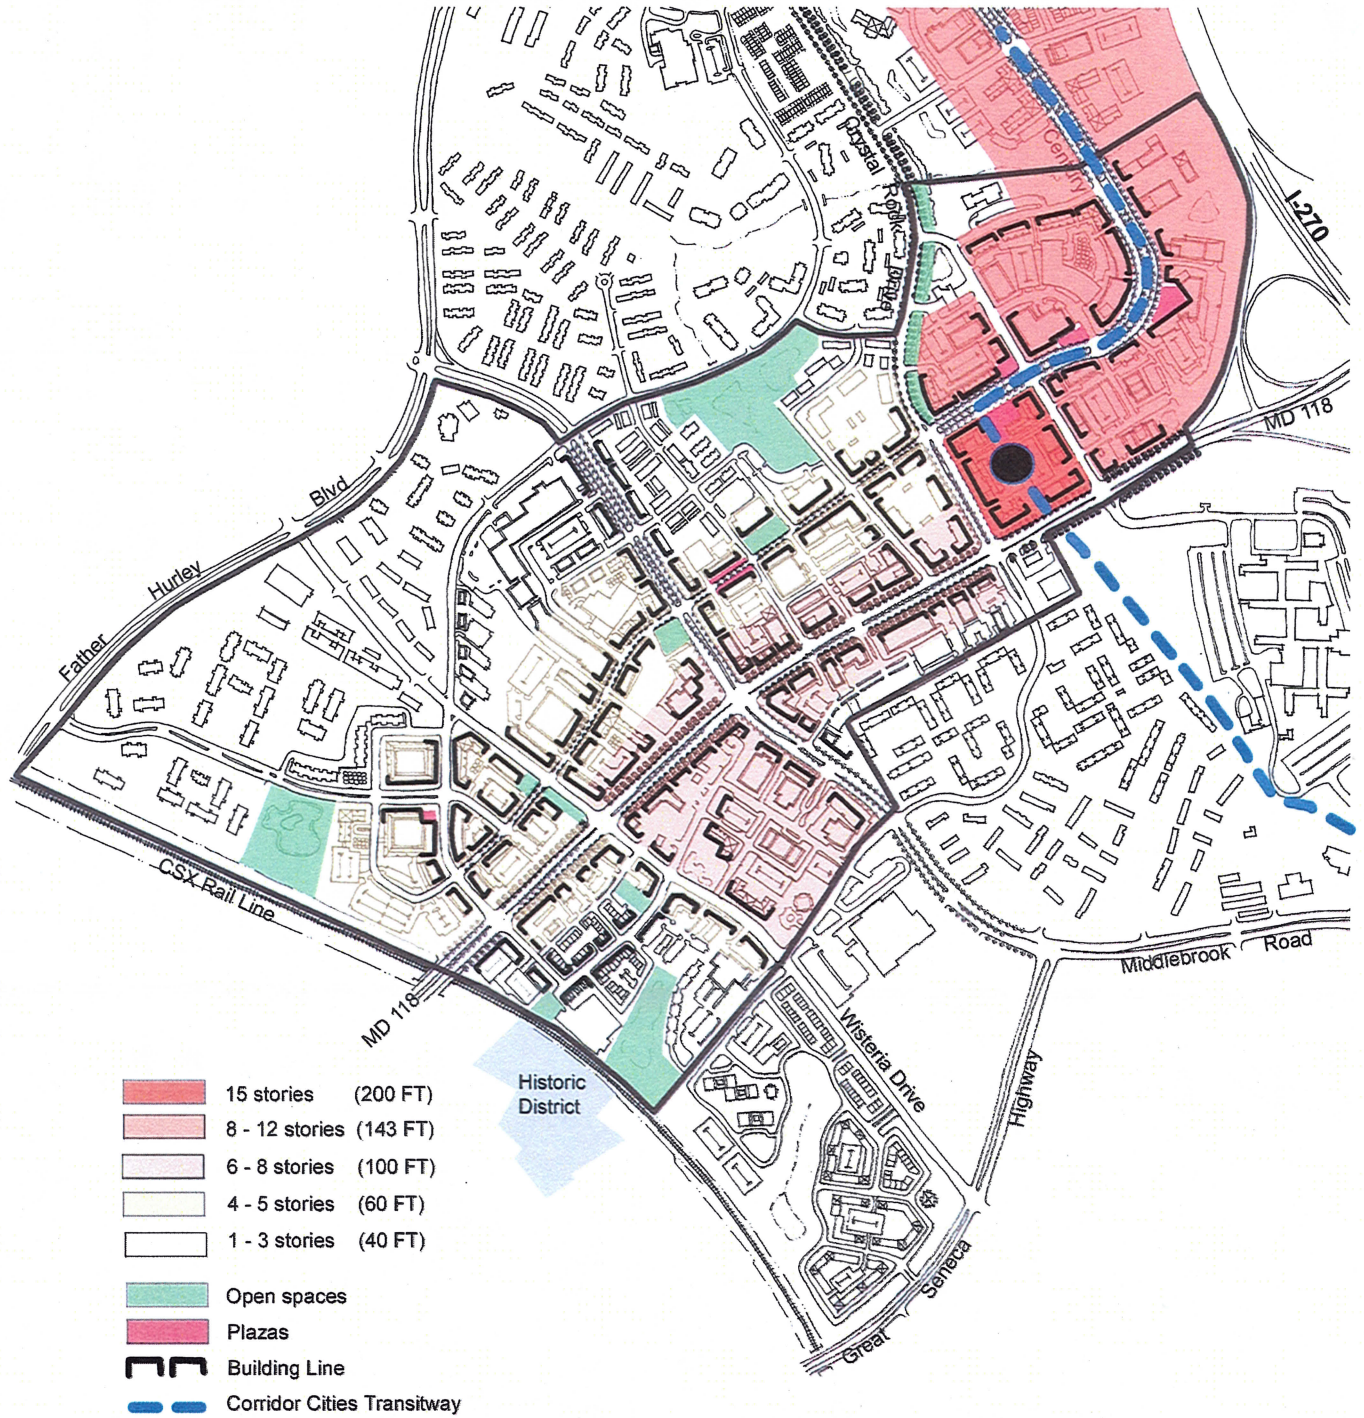 Crystal Rock Drive
Century
I-270
MD 118
Father Hurley Blvd
CSX Rail Line
MD 118
Middlebrook Road
Wisteria Drive
Highway
Seneca
Great
Historic
District
15 stories (200 FT)
8 - 12 stories (143 FT)
6 - 8 stories (100 FT)
4 - 5 stories (60 FT)
1 - 3 stories (40 FT)
Open spaces
Plazas
Building Line
Corridor Cities Transitway